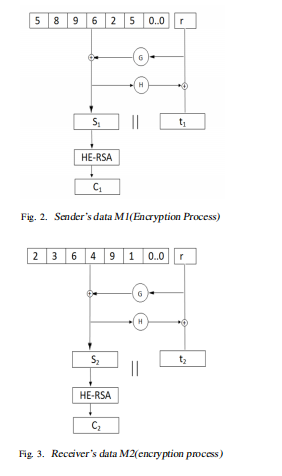 5 8 9 6 2 5 0..0 r
G
H
S₁ || t₁
HE-RSA
C₁
Fig. 2. Sender's data M1(Encryption Process)
2 3 6 4 9 1 0..0 r
G
H
S₂ || t₂
HE-RSA
C₂
Fig. 3. Receiver's data M2(encryption process)